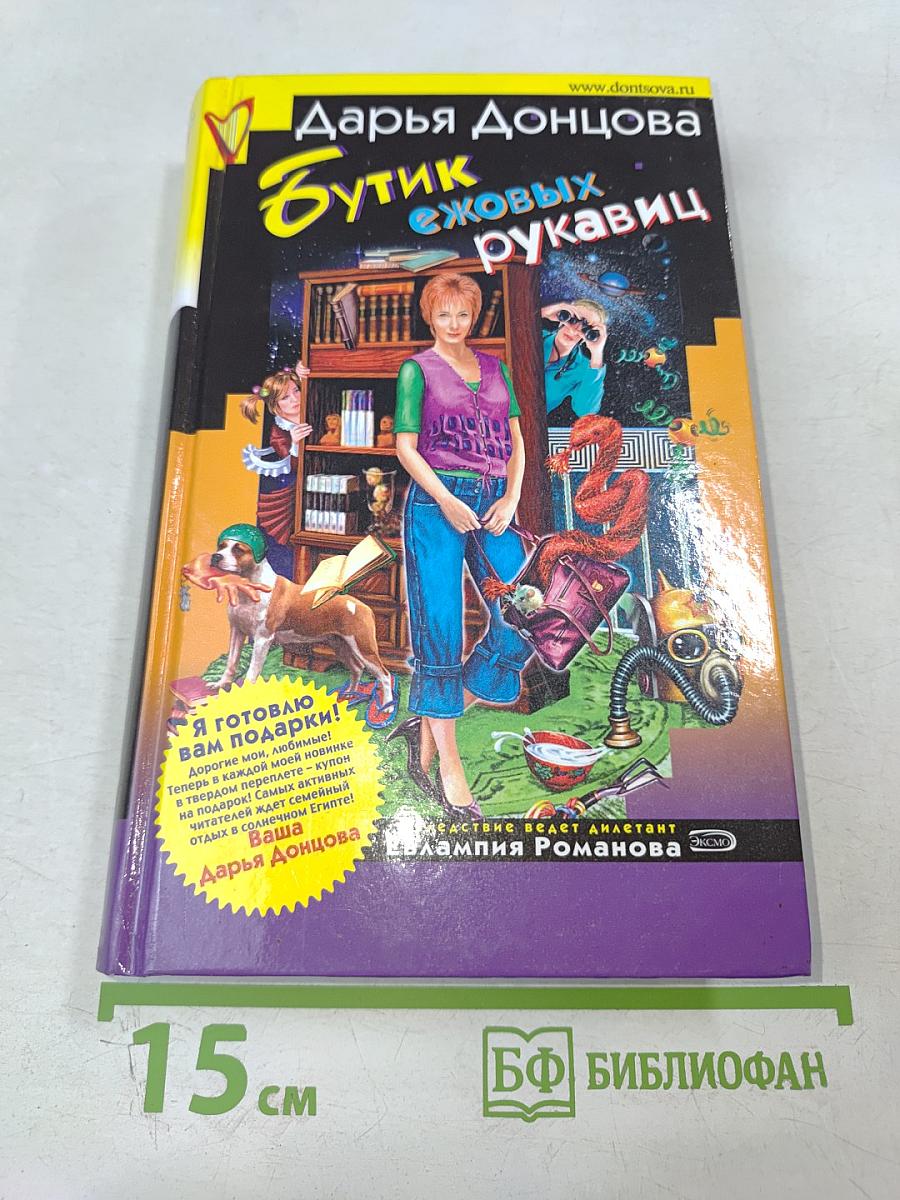 www.dontsova.ru
Дарья Донцова
Бутик
ежовых
рукавиц
Я готовлю
вам подарки!
Дорогие мои, любимые!
Теперь в каждой моей новинке
в твердом переплете – купон
на подарок! Самых активных
читателей ждет семейный
отдых в солнечном Египте!
Ваша
Дарья Донцова
ледствие ведет дилетант
влампия Романова
ЭКСМО
15 см
БФ БИБЛИОФАН